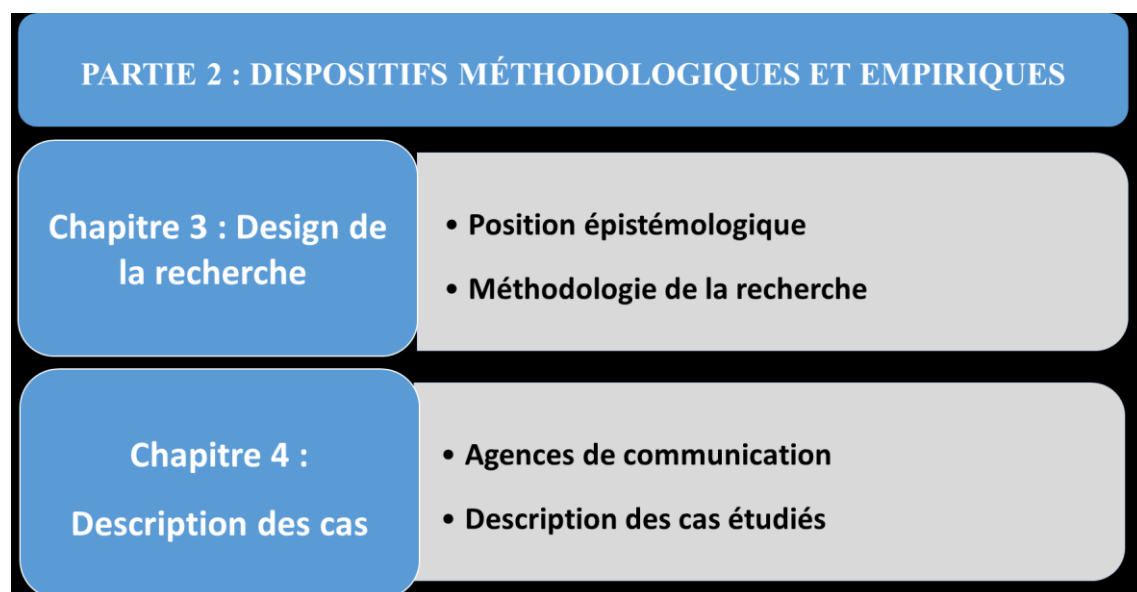 PARTIE 2 : DISPOSITIFS MÉTHODOLOGIQUES ET EMPIRIQUES
Chapitre 3 : Design de
la recherche
• Position épistémologique
• Méthodologie de la recherche
Chapitre 4 :
Description des cas
• Agences de communication
• Description des cas étudiés